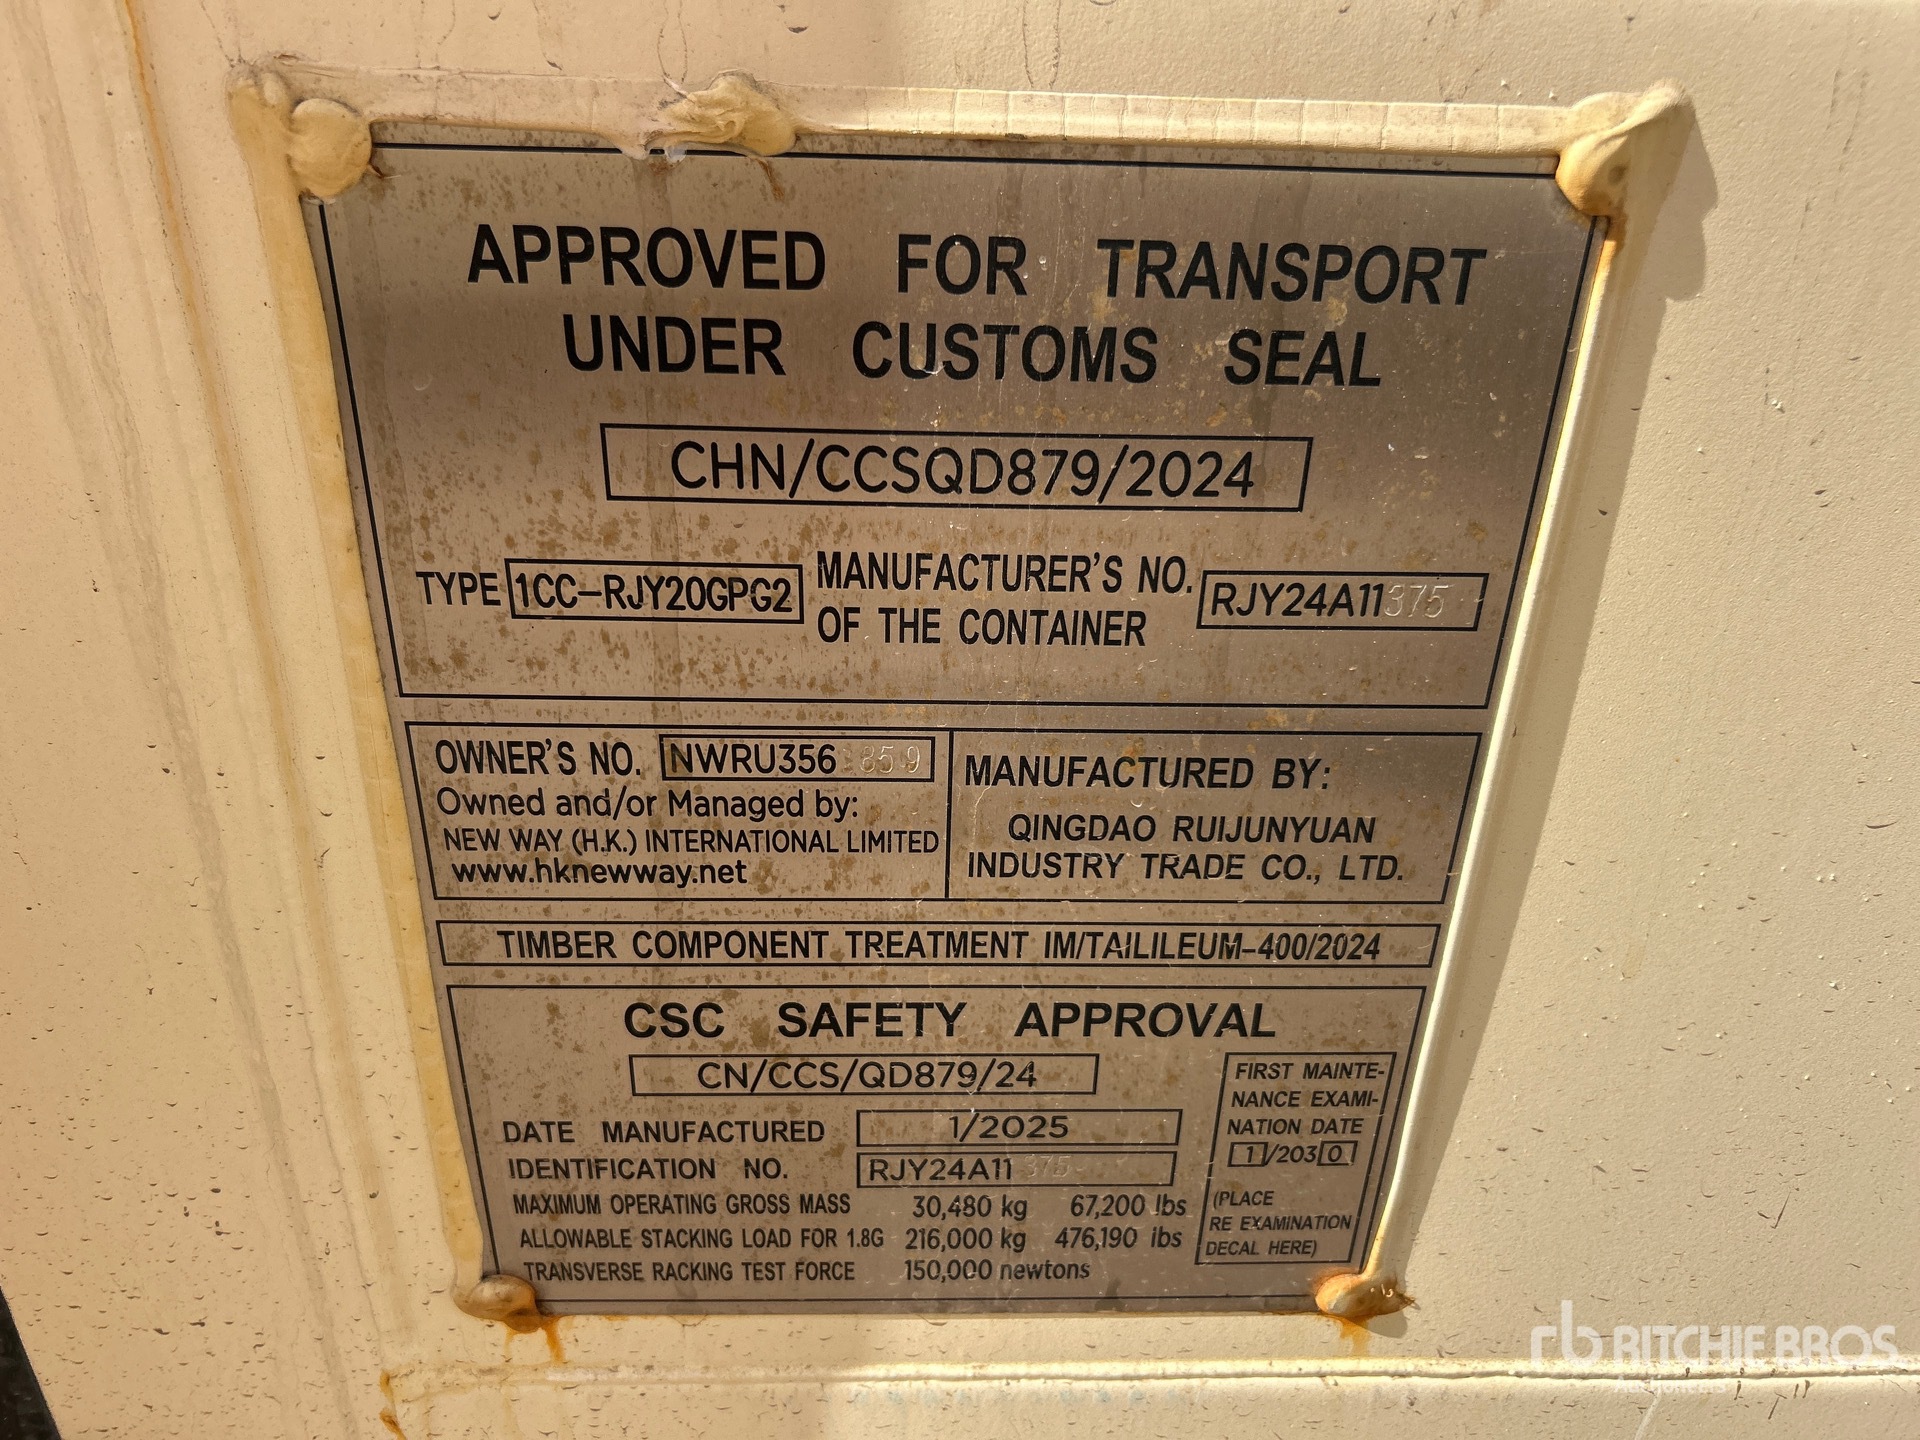 APPROVED FOR TRANSPORT
UNDER CUSTOMS SEAL
CHN/CCSQD879/2024
TYPE 1CC-RJY20GPG2 MANUFACTURER'S NO. OF THE CONTAINER RJY24A11375
OWNER'S NO. NWRU356 859
Owned and/or Managed by:
NEW WAY (H.K.) INTERNATIONAL LIMITED
www.hknewway.net
MANUFACTURED BY:
QINGDAO RUIJUNYUAN
INDUSTRY TRADE CO., LTD.
TIMBER COMPONENT TREATMENT IM/TAILILEUM-400/2024
CSC SAFETY APPROVAL
CN/CCS/QD879/24
DATE MANUFACTURED 1/2025
IDENTIFICATION NO. RJY24A11 375
MAXIMUM OPERATING GROSS MASS 30,480 kg 67,200 lbs
ALLOWABLE STACKING LOAD FOR 1.8G 216,000 kg 476,190 lbs
TRANSVERSE RACKING TEST FORCE 150,000 newtons
FIRST MAINTE-
NANCE EXAMI-
NATION DATE
1/2030
(PLACE
RE EXAMINATION
DECAL HERE)
rb RITCHIE BROS